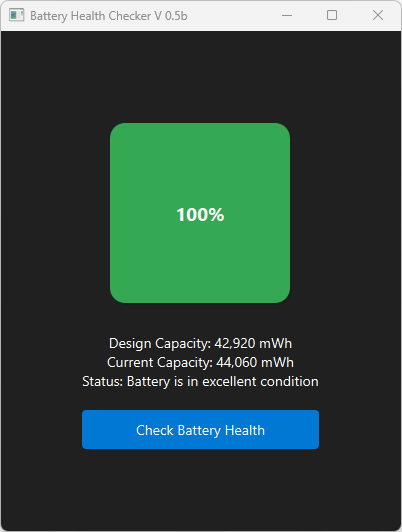 Battery Health Checker V 0.5b
100%
Design Capacity: 42,920 mWh
Current Capacity: 44,060 mWh
Status: Battery is in excellent condition
Check Battery Health